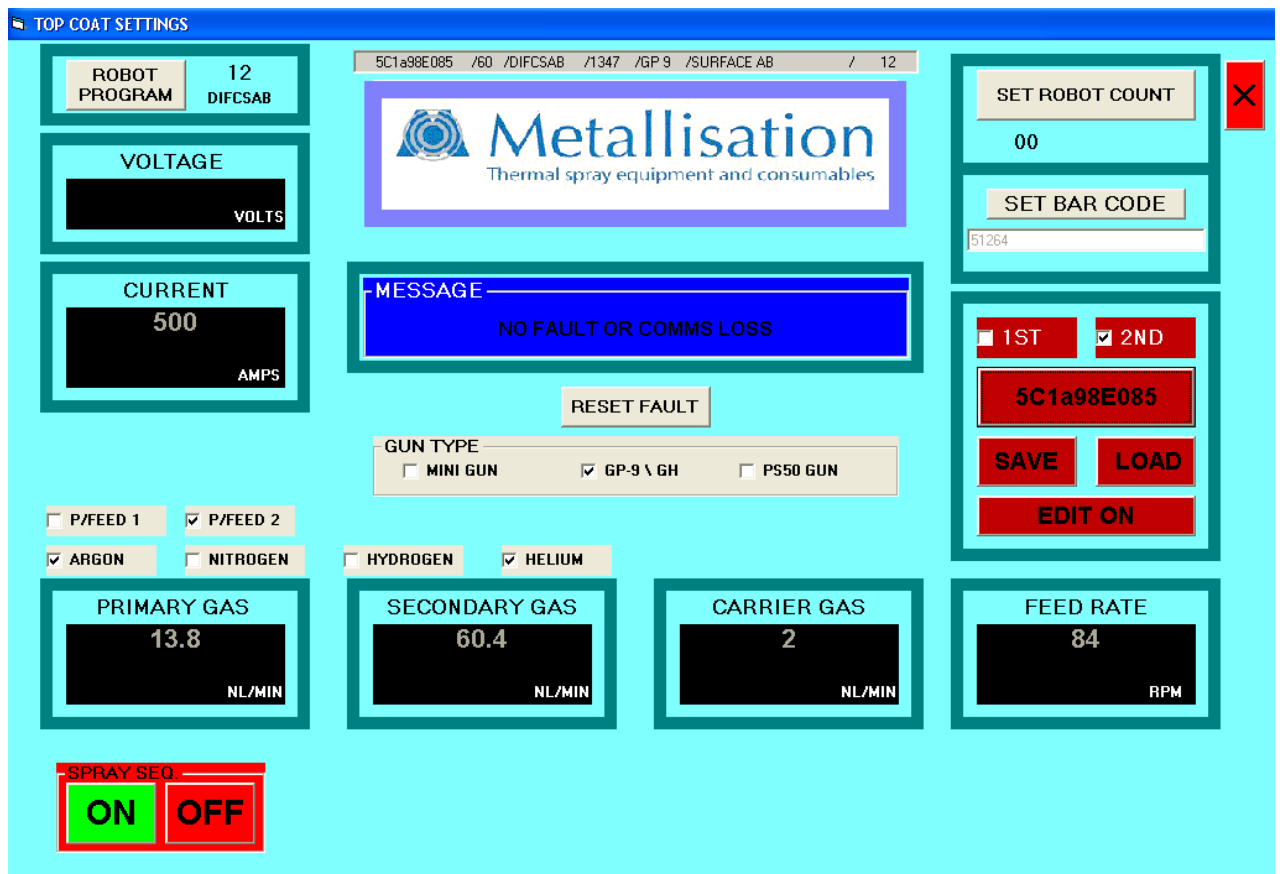 TOP COAT SETTINGS
ROBOT PROGRAM
12
DIFCSAB
5C1a98E085 /60 /DIFCSAB /1347 /GP 9 /SURFACE AB / 12
SET ROBOT COUNT
00
X
Metallisation
Thermal spray equipment and consumables
VOLTAGE
VOLTS
SET BAR CODE
51264
CURRENT
500
AMPS
MESSAGE
NO FAULT OR COMMS LOSS
1ST 2ND
5C1a98E085
SAVE LOAD
EDIT ON
RESET FAULT
GUN TYPE
MINI GUN GP-9 \ GH PS50 GUN
P/FEED 1 P/FEED 2
ARGON NITROGEN HYDROGEN HELIUM
PRIMARY GAS
13.8
NL/MIN
SECONDARY GAS
60.4
NL/MIN
CARRIER GAS
2
NL/MIN
FEED RATE
84
RPM
SPRAY SEQ.
ON OFF